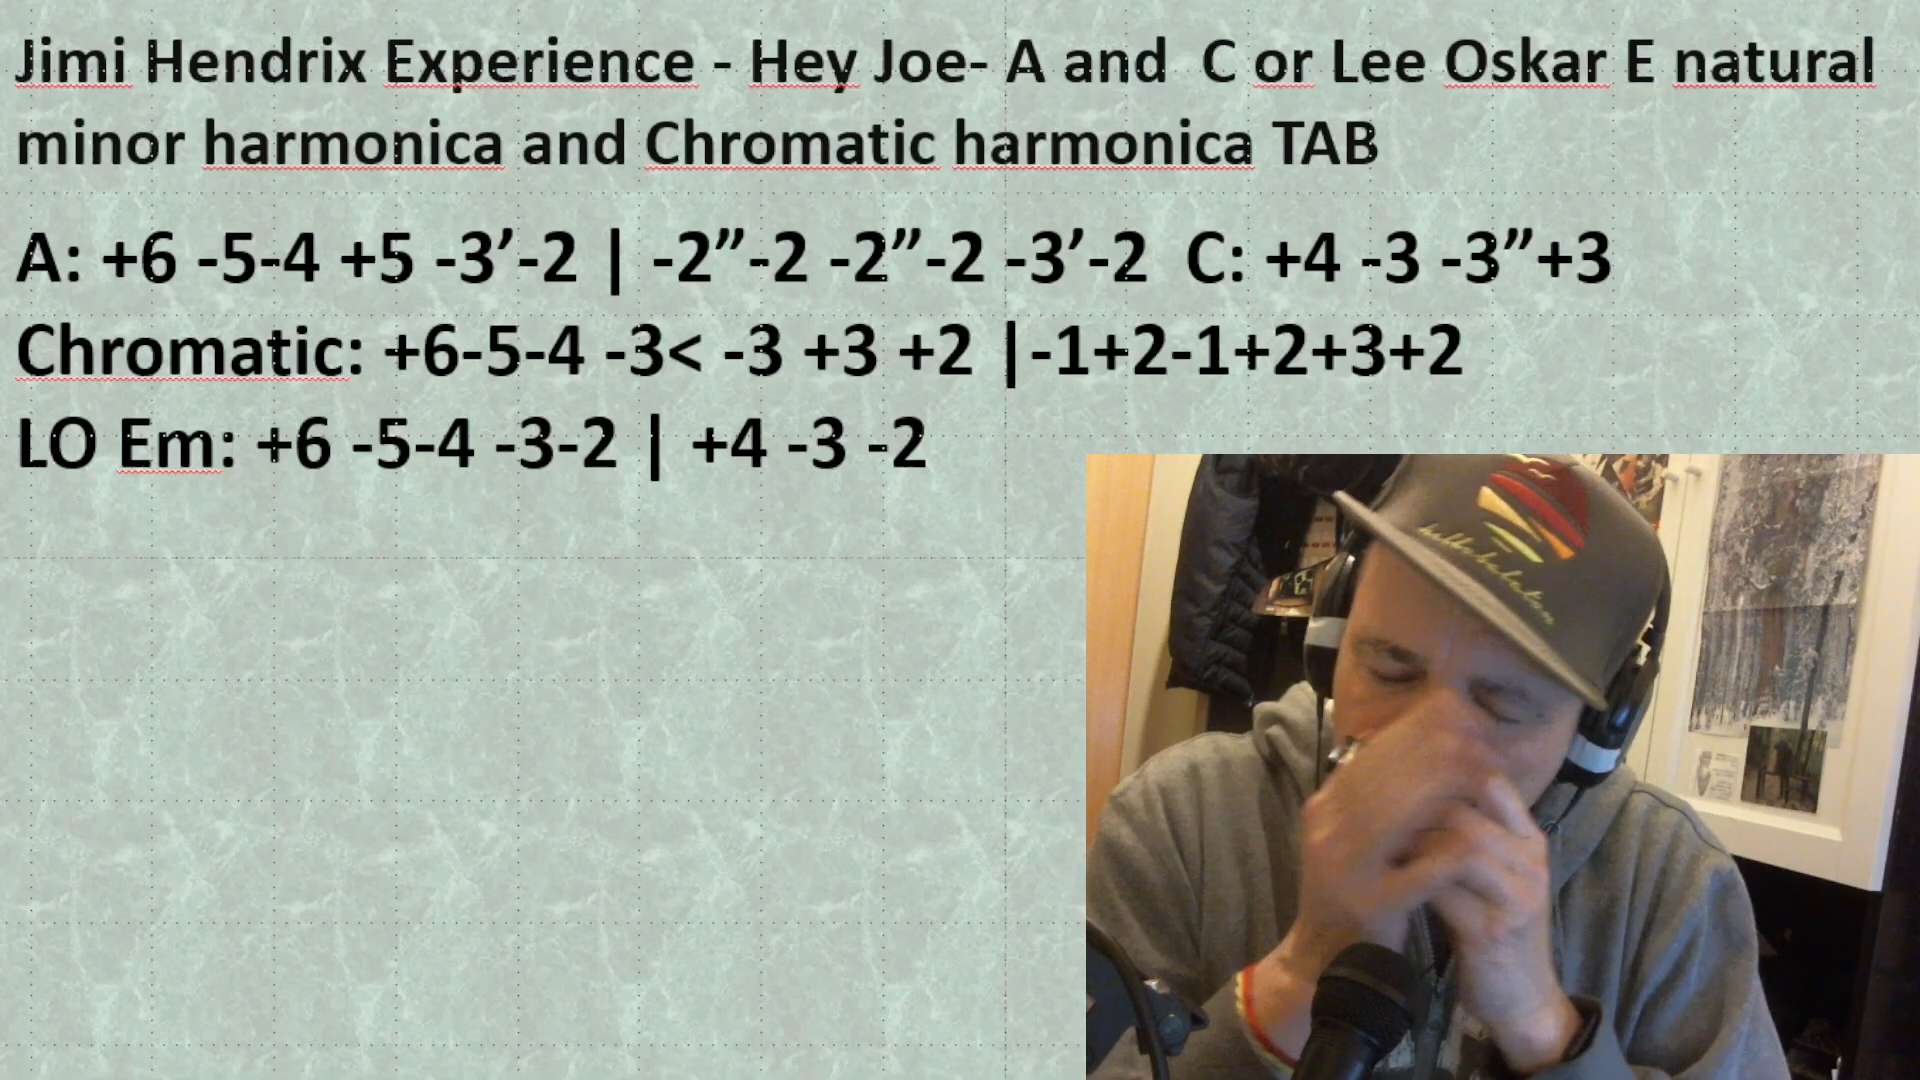 Jimi Hendrix Experience - Hey Joe- A and  C or Lee Oskar E natural
minor harmonica and Chromatic harmonica TAB
A: +6 -5-4 +5 -3’-2 | -2”-2 -2”-2 -3’-2  C: +4 -3 -3”+3
Chromatic: +6-5-4 -3< -3 +3 +2 |-1+2-1+2+3+2
LO Em: +6 -5-4 -3-2 | +4 -3 -2